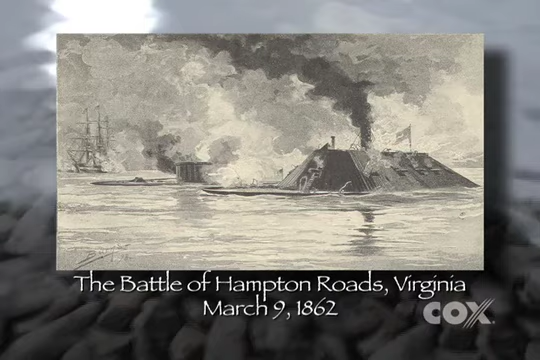 The Battle of Hampton Roads, Virginia
March 9, 1862
COX